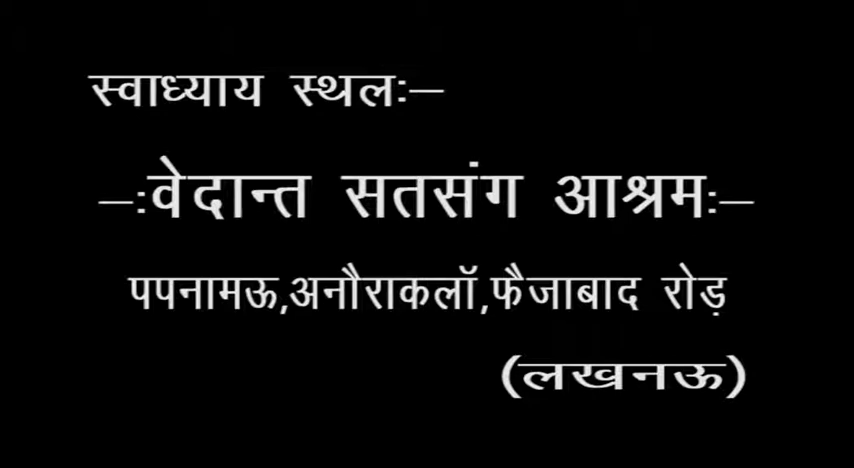 स्वाध्याय स्थल:–
–:वेदान्त सतसंग आश्रम:–
पपनामऊ,अनौराकलॉ,फैजाबाद रोड़
(लखनऊ)